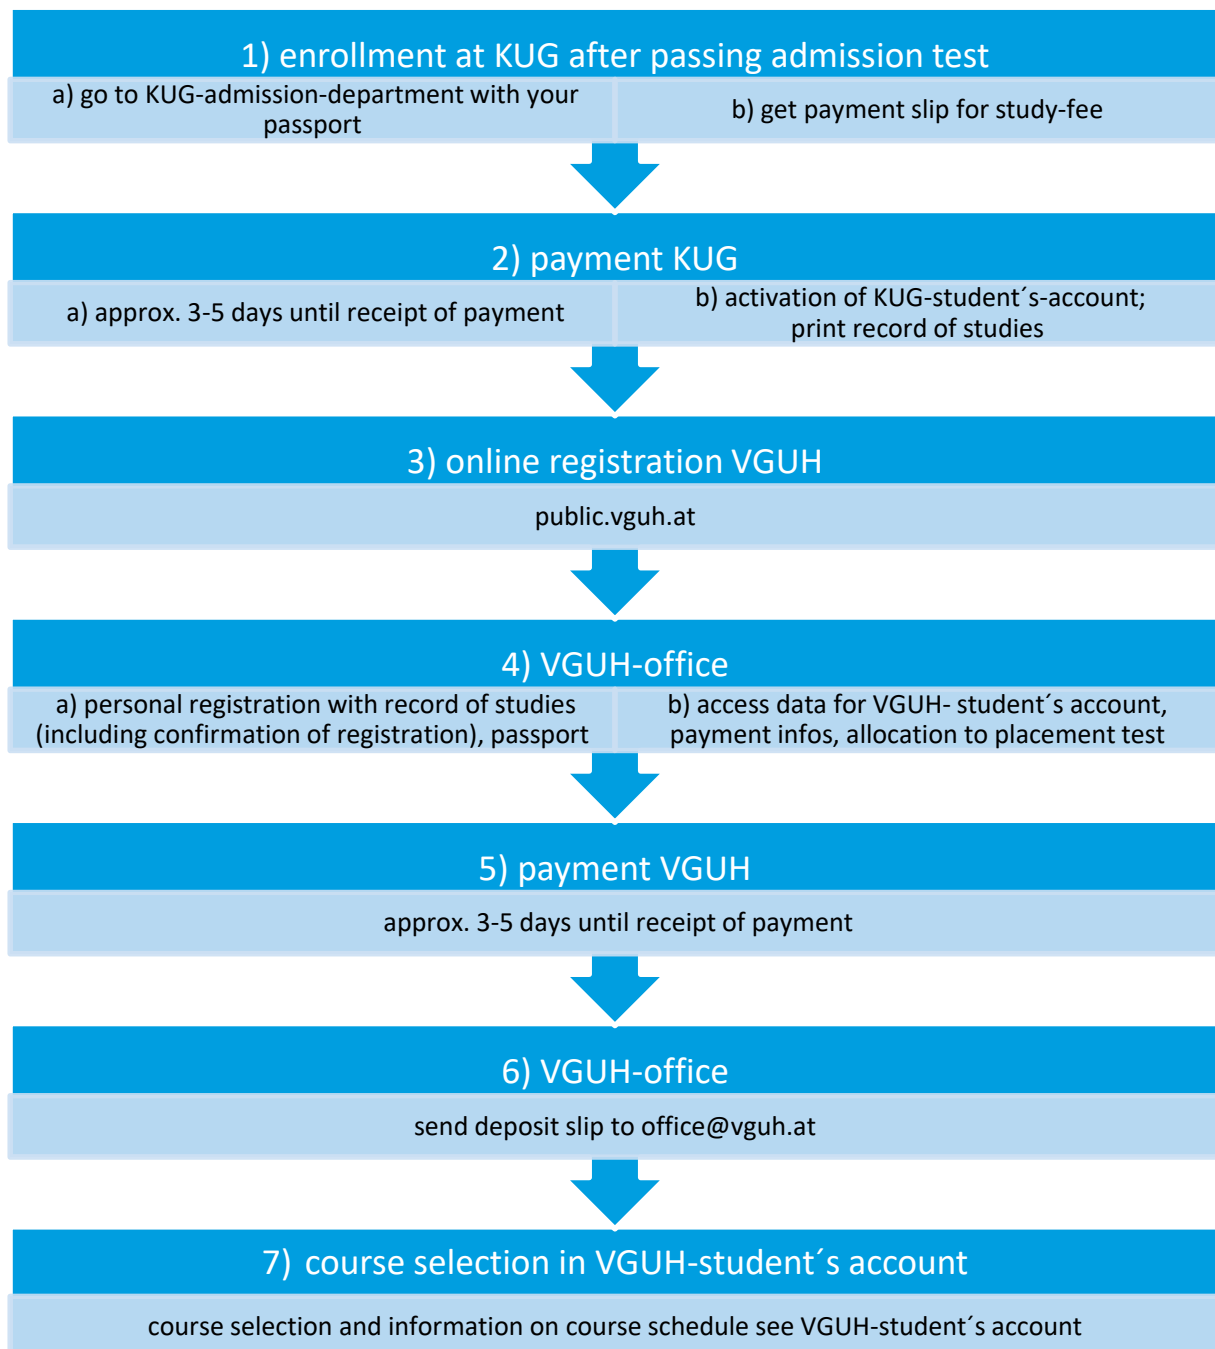 1) enrollment at KUG after passing admission test
a) go to KUG-admission-department with your
passport
b) get payment slip for study-fee
2) payment KUG
a) approx. 3-5 days until receipt of payment
b) activation of KUG-student´s-account;
print record of studies
3) online registration VGUH
public.vguh.at
4) VGUH-office
a) personal registration with record of studies
(including confirmation of registration), passport
b) access data for VGUH- student´s account,
payment infos, allocation to placement test
5) payment VGUH
approx. 3-5 days until receipt of payment
6) VGUH-office
send deposit slip to office@vguh.at
7) course selection in VGUH-student´s account
course selection and information on course schedule see VGUH-student´s account